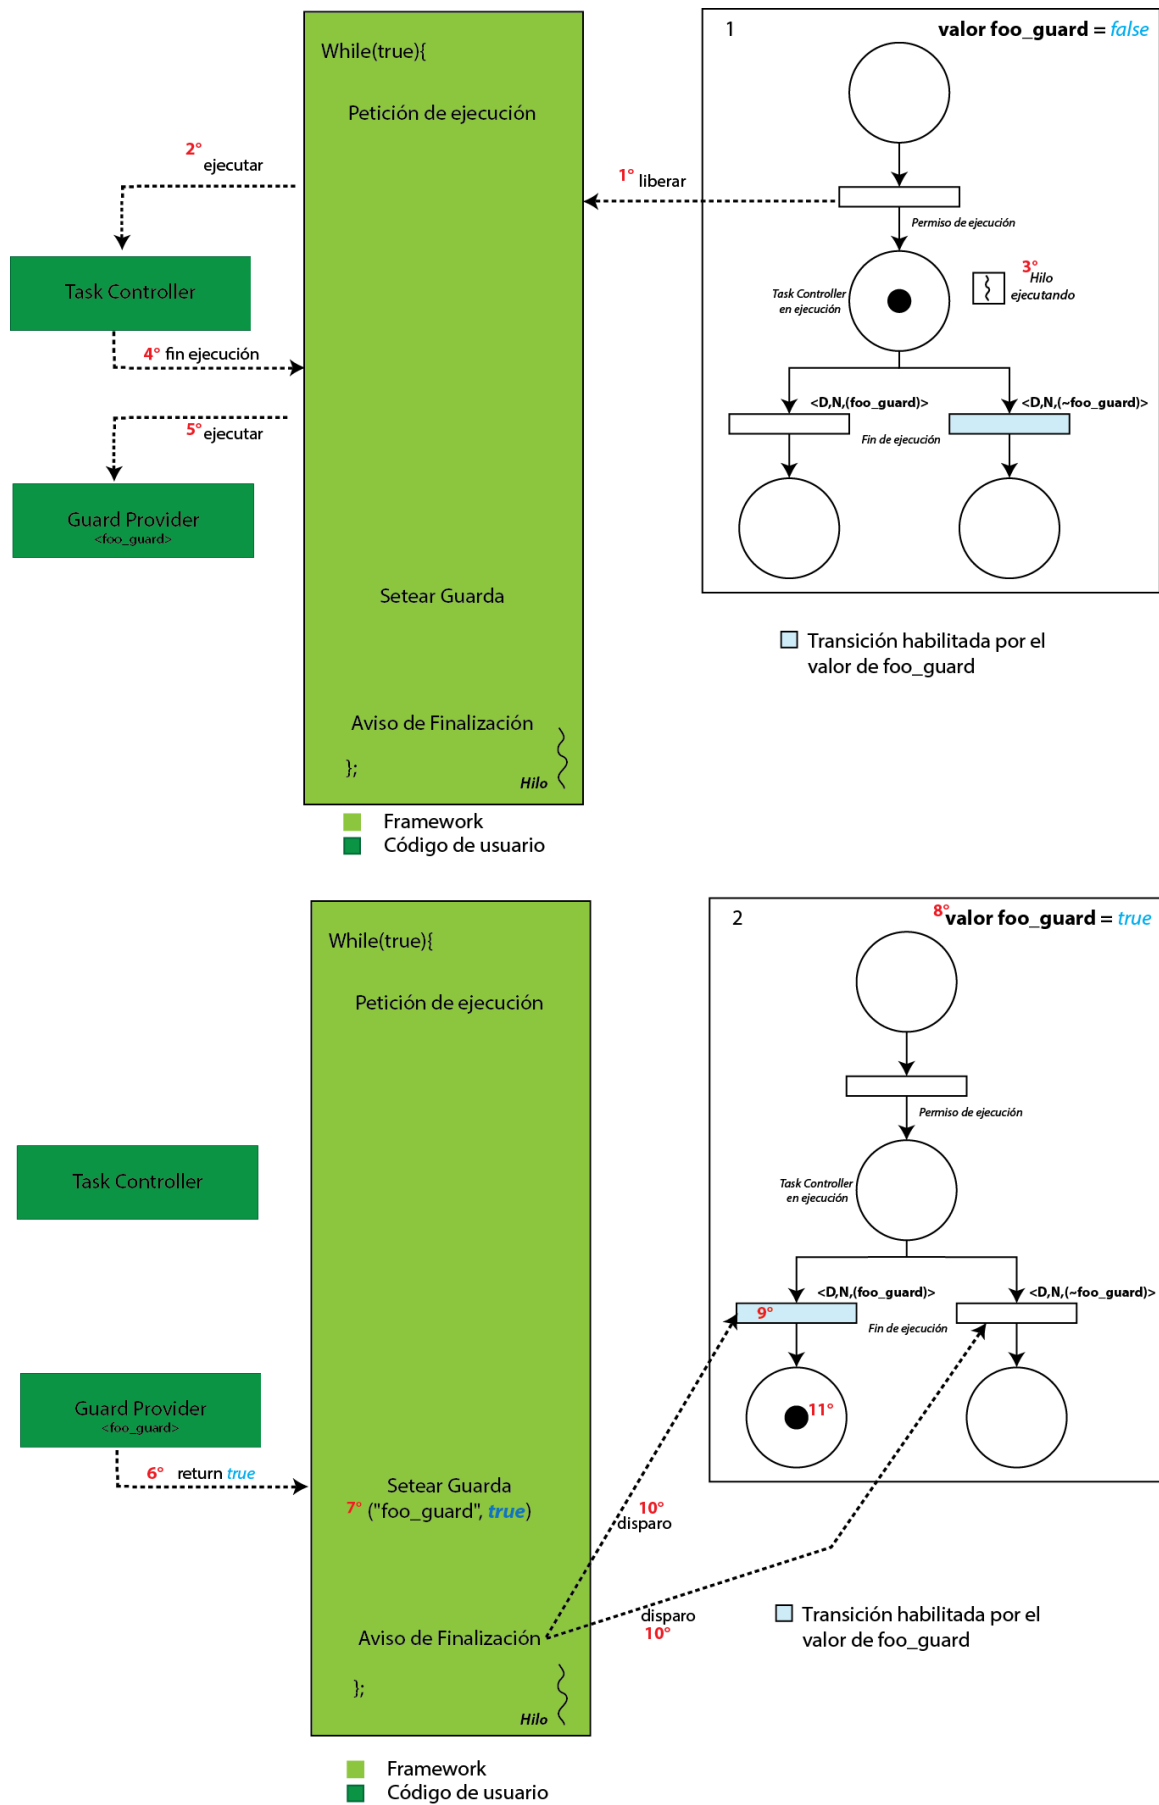 While(true){
Petición de ejecución
2°
ejecutar
1° liberar
Task Controller
4° fin ejecución
5° ejecutar
Guard Provider
<foo_guard>
Setear Guarda
Aviso de Finalización
};
Hilo
Framework
Código de usuario
1
valor foo_guard = false
Permiso de ejecución
Task Controller
en ejecución
3°
Hilo
ejecutando
<D,N,(foo_guard)>
<D,N,(~foo_guard)>
Fin de ejecución
Transición habilitada por el
valor de foo_guard
While(true){
Petición de ejecución
Task Controller
Guard Provider
<foo_guard>
6° return true
Setear Guarda
7° ("foo_guard", true)
Aviso de Finalización
};
Hilo
10°
disparo
disparo
10°
Framework
Código de usuario
2
8° valor foo_guard = true
Permiso de ejecución
Task Controller
en ejecución
<D,N,(foo_guard)>
<D,N,(~foo_guard)>
9°
Fin de ejecución
11°
Transición habilitada por el
valor de foo_guard